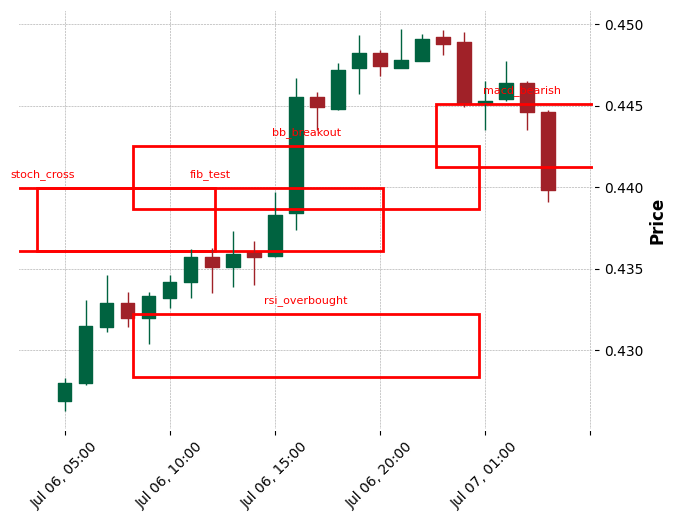 0.450
macd_bearish
0.445
bb_breakout
stoch_cross
fib_test
0.440
Price
0.435
rsi_overbought
0.430
Jul 06, 05:00
Jul 06, 10:00
Jul 06, 15:00
Jul 06, 20:00
Jul 07, 01:00